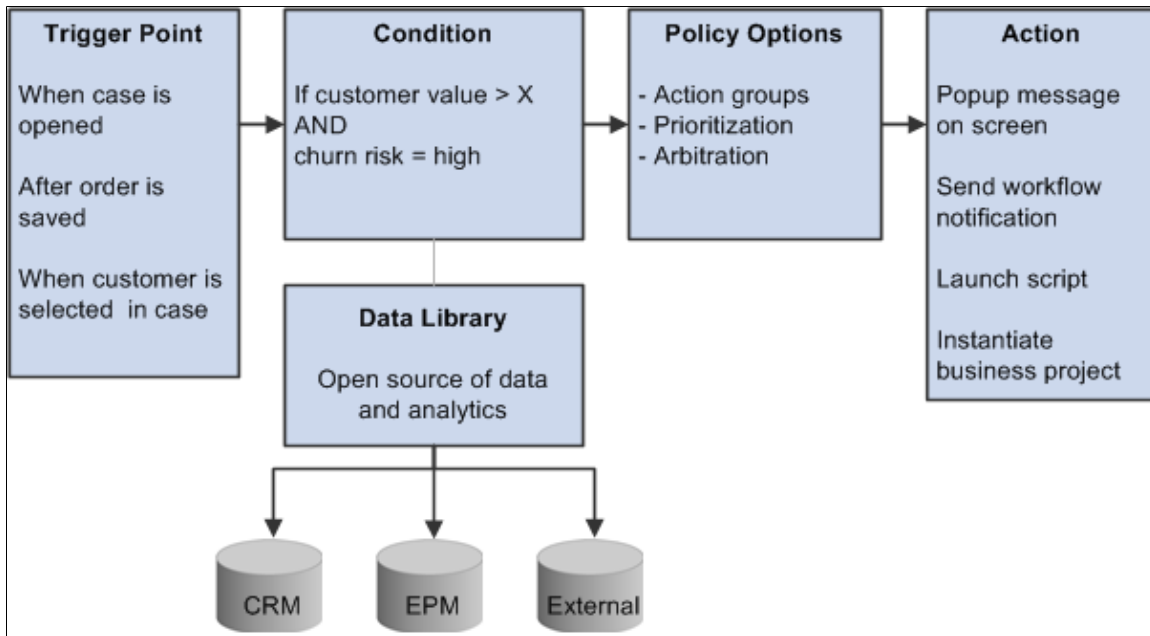 Trigger Point
When case is
opened
After order is
saved
When customer is
selected in case
Condition
If customer value > X
AND
churn risk = high
Policy Options
- Action groups
- Prioritization
- Arbitration
Action
Popup message
on screen
Send workflow
notification
Launch script
Instantiate
business project
Data Library
Open source of data
and analytics
CRM
EPM
External